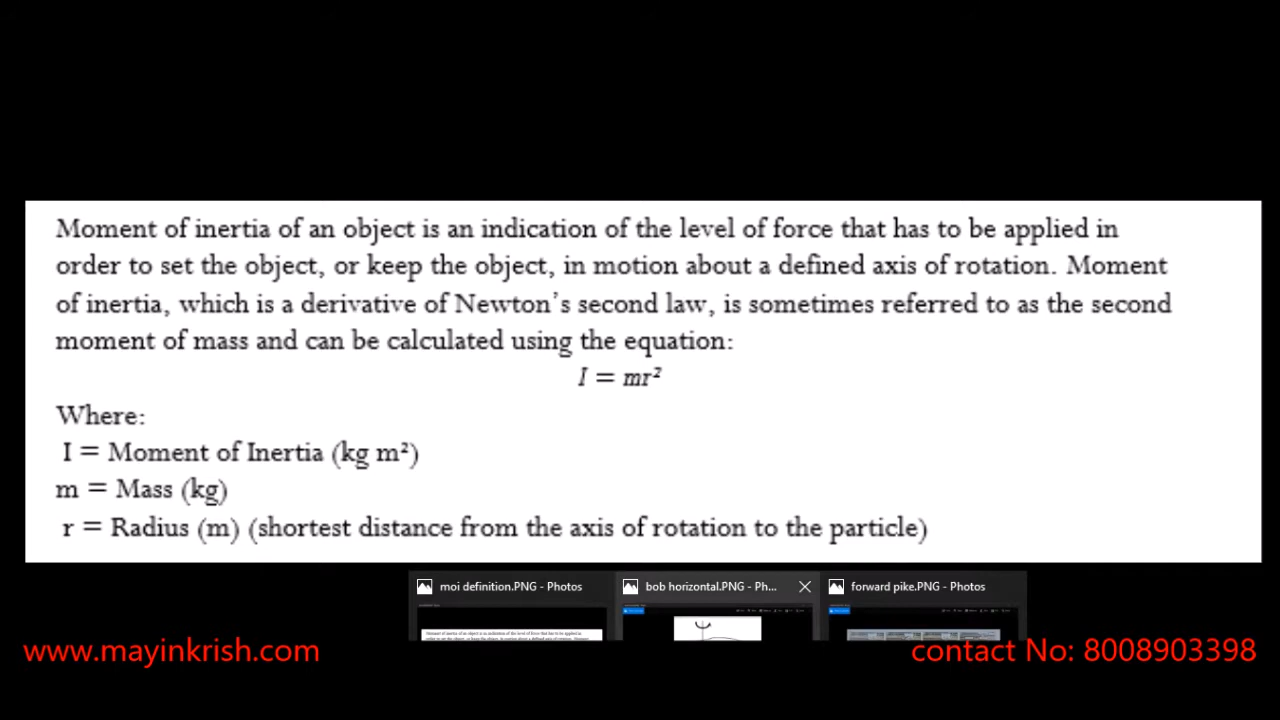 Moment of inertia of an object is an indication of the level of force that has to be applied in
order to set the object, or keep the object, in motion about a defined axis of rotation. Moment
of inertia, which is a derivative of Newton's second law, is sometimes referred to as the second
moment of mass and can be calculated using the equation:
I = mr²
Where:
I = Moment of Inertia (kg m²)
m = Mass (kg)
r = Radius (m) (shortest distance from the axis of rotation to the particle)
moi definition.PNG - Photos
bob horizontal.PNG - Ph...
forward pike.PNG - Photos
www.mayinkrish.com
contact No: 8008903398